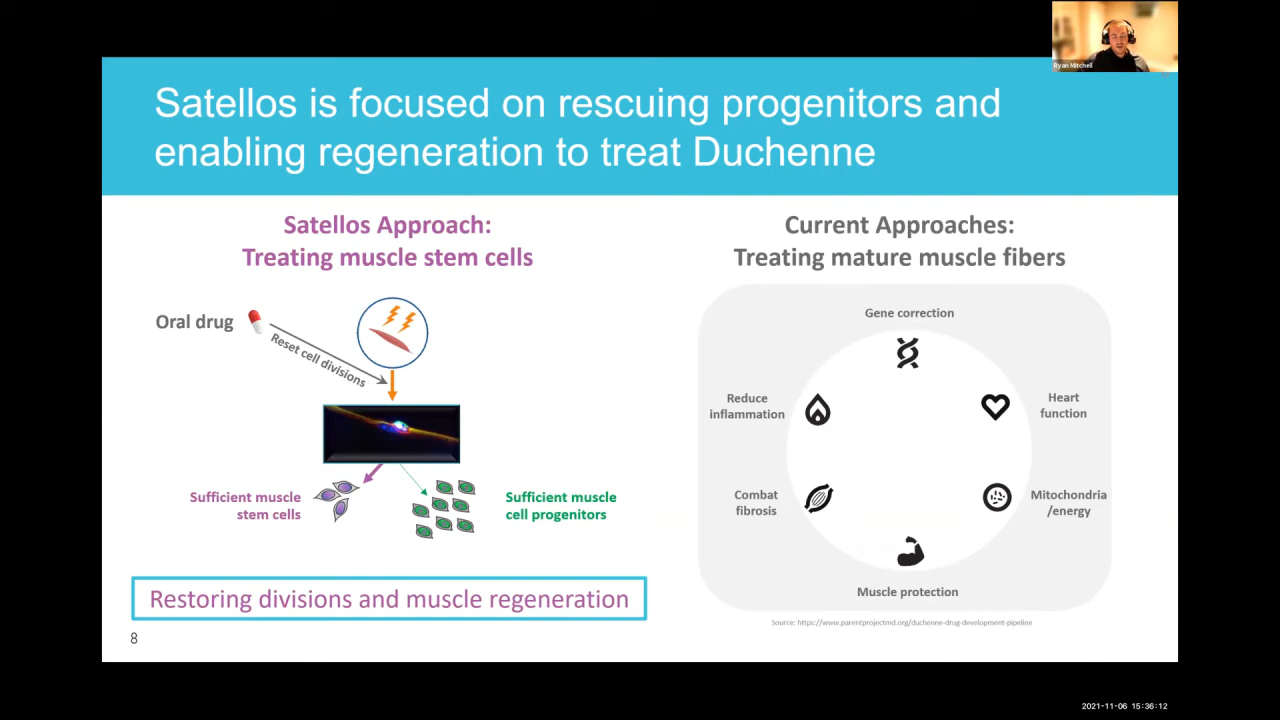 Ryan Mitchell
Satellos is focused on rescuing progenitors and
enabling regeneration to treat Duchenne
Satellos Approach:
Treating muscle stem cells
Oral drug
Reset cell divisions
Sufficient muscle
stem cells
Sufficient muscle
cell progenitors
Restoring divisions and muscle regeneration
8
Current Approaches:
Treating mature muscle fibers
Gene correction
Reduce
inflammation
Heart
function
Combat
fibrosis
Mitochondria
/energy
Muscle protection
Source: https://www.parentprojectmd.org/duchenne-drug-development-pipeline
2021-11-06 15:36:12